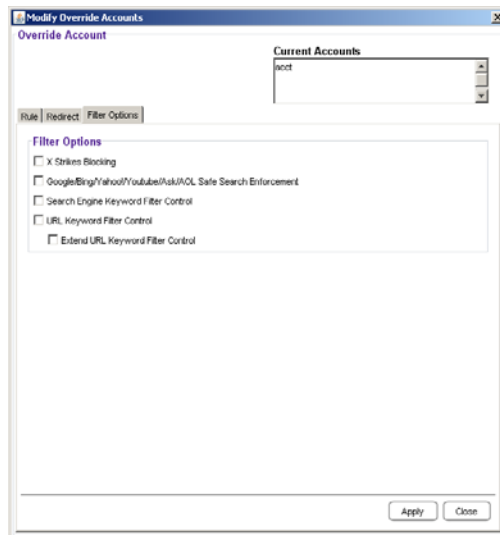 Modify Override Accounts
Override Account
Current Accounts
acct
Rule Redirect Filter Options
Filter Options
X Strikes Blocking
Google/Bing/Yahoo!/Youtube/Ask/AOL Safe Search Enforcement
Search Engine Keyword Filter Control
URL Keyword Filter Control
Extend URL Keyword Filter Control
Apply Close